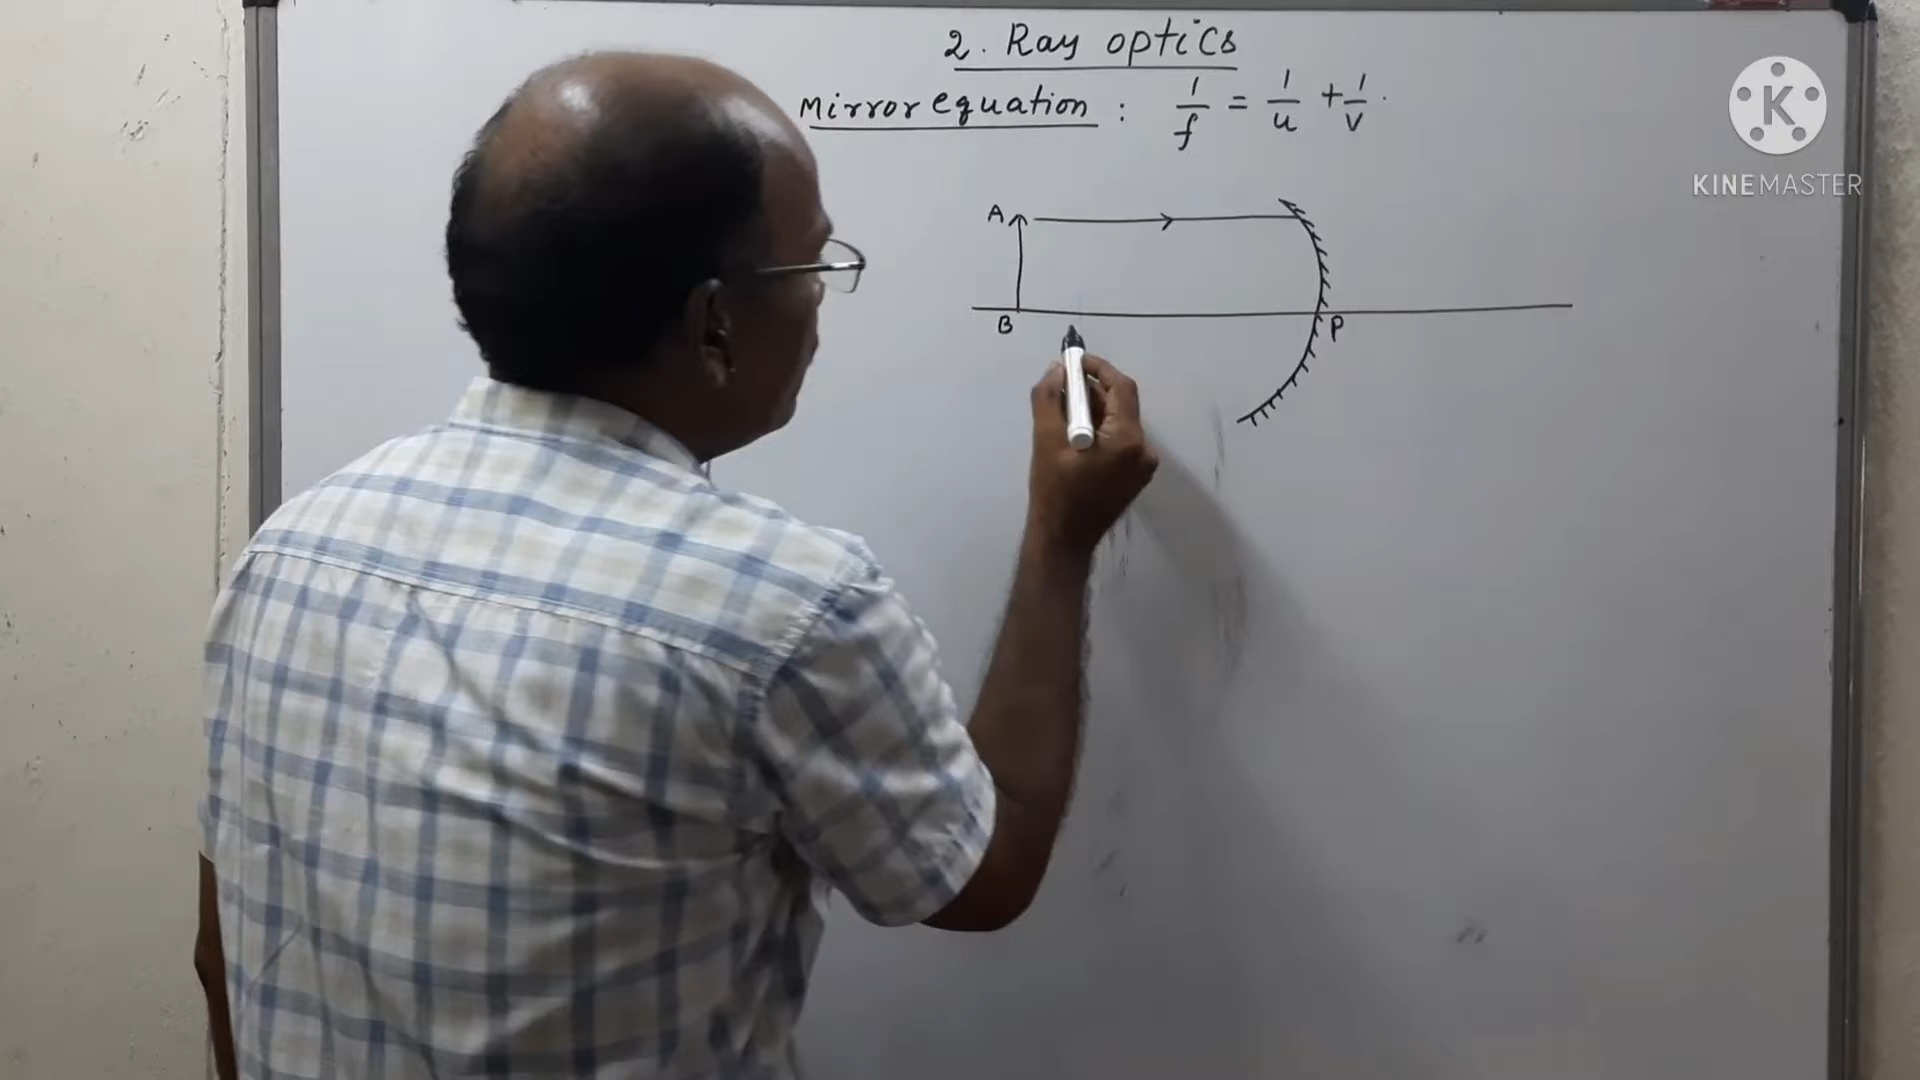 2. Ray optics
Mirror equation : 1/f = 1/u + 1/v .
K
KINEMASTER
A
B
P